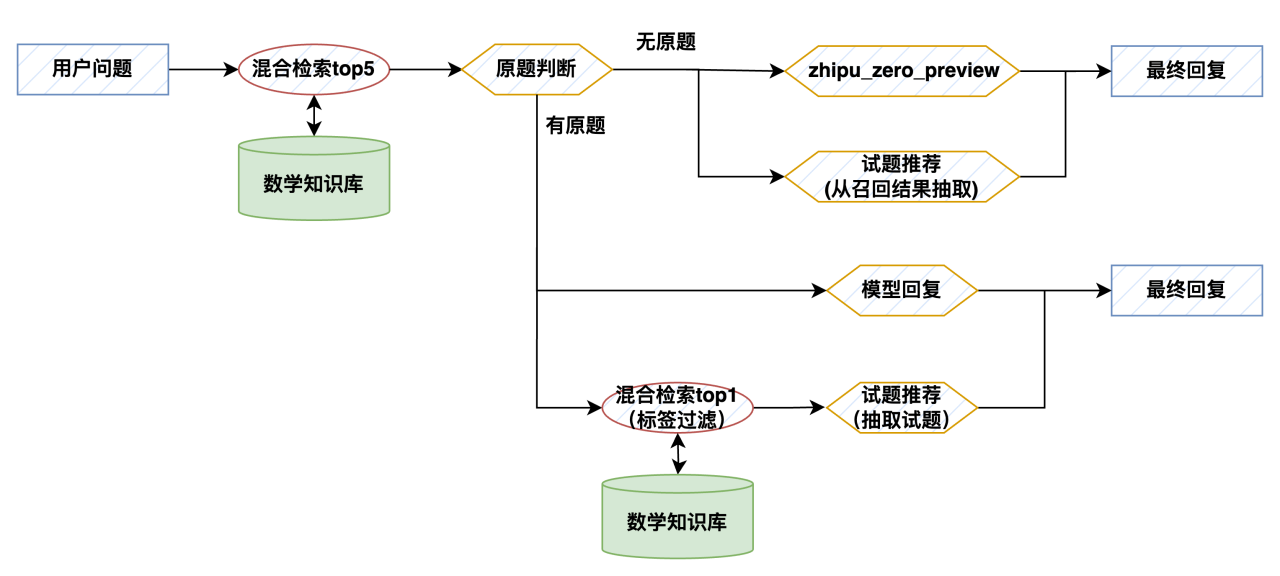 无原题
用户问题
混合检索top5
原题判断
zhipu_zero_preview
最终回复
有原题
数学知识库
试题推荐
(从召回结果抽取)
模型回复
最终回复
混合检索top1
（标签过滤）
试题推荐
（抽取试题）
数学知识库